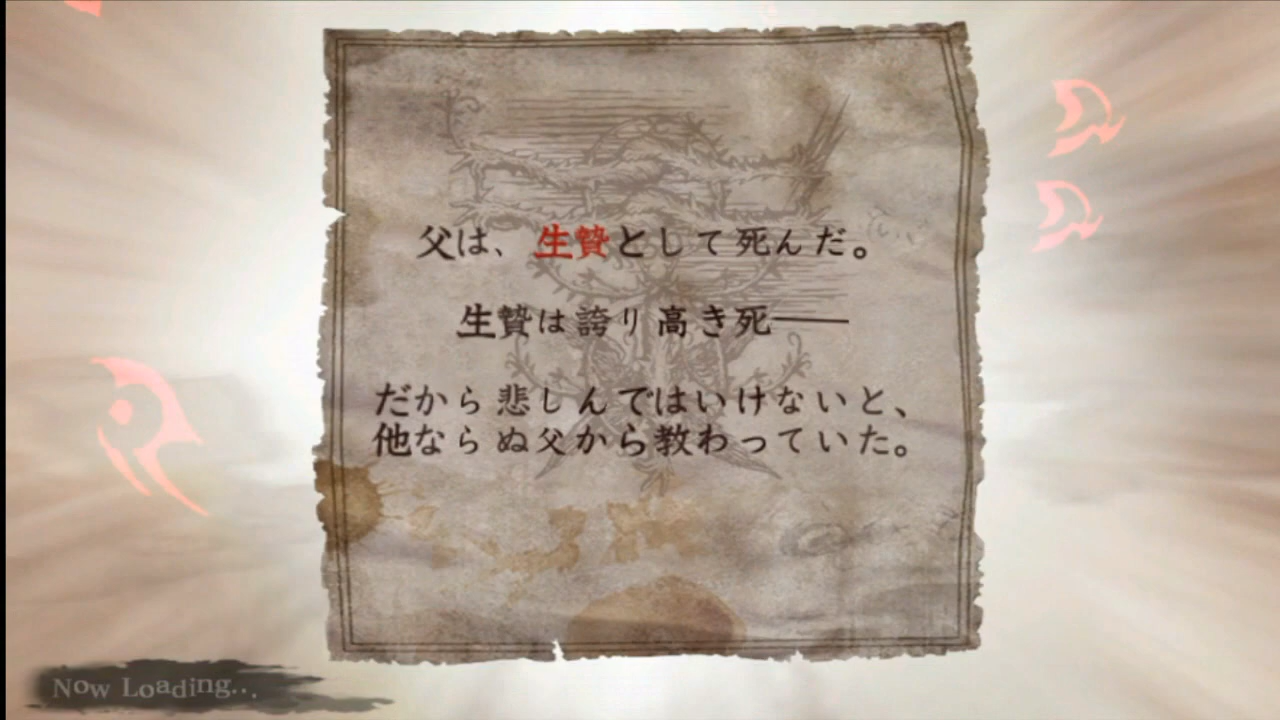 父は、生贄として死んだ。
生贄は誇り高き死――
だから悲しんではいけないと、
他ならぬ父から教わっていた。
Now Loading...